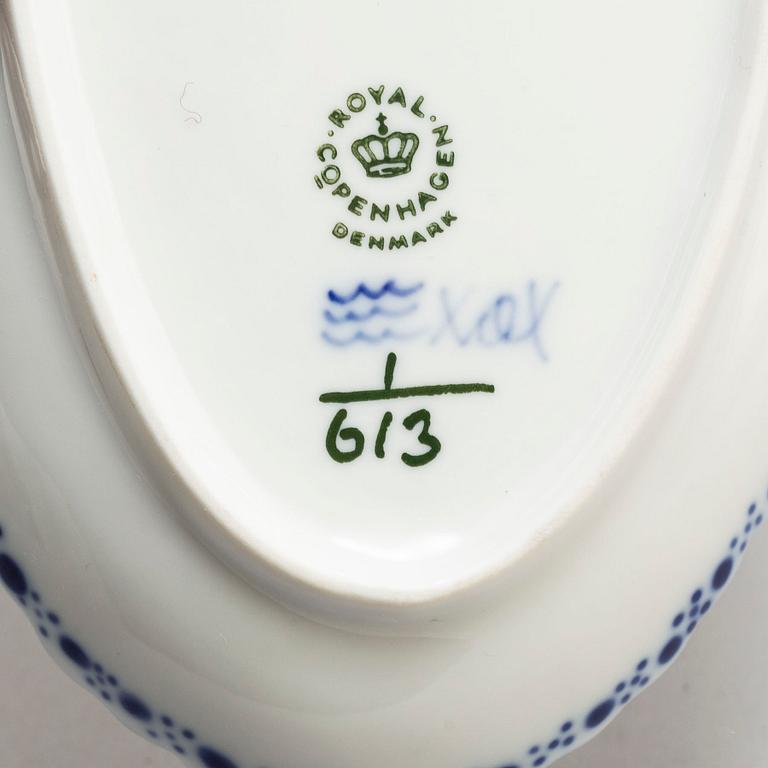 ROYAL
COPENHAGEN
DENMARK
1
613